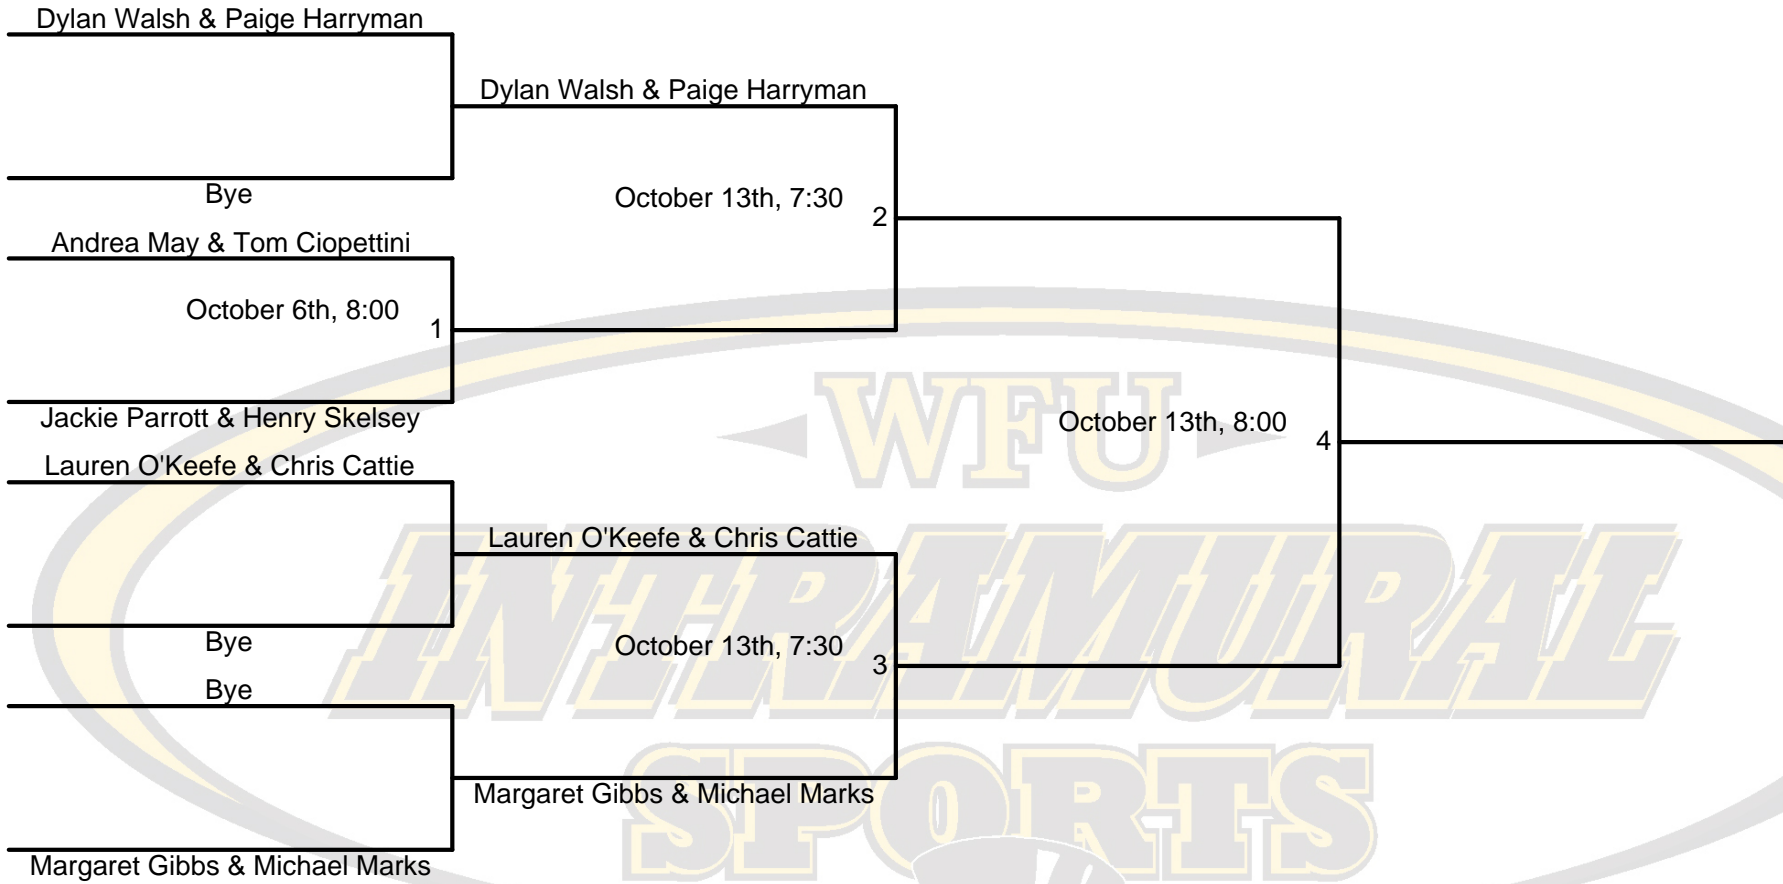 Dylan Walsh & Paige Harryman
Dylan Walsh & Paige Harryman
Bye
October 13th, 7:30
2
Andrea May & Tom Ciopettini
October 6th, 8:00
1
Jackie Parrott & Henry Skelsey
WFU
October 13th, 8:00
4
Lauren O'Keefe & Chris Cattie
Lauren O'Keefe & Chris Cattie
INTRAMURAL
Bye
October 13th, 7:30
3
Bye
SPORTS
Margaret Gibbs & Michael Marks
Margaret Gibbs & Michael Marks